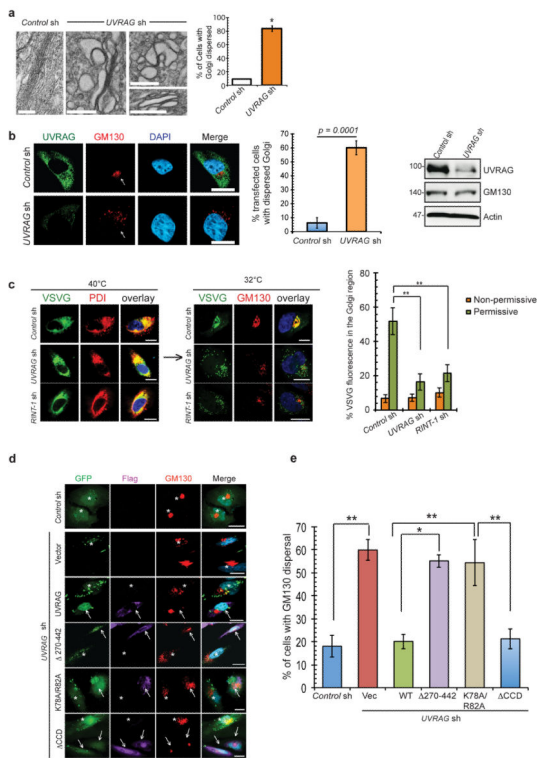 a
Control sh
UVRAG sh
% of Cells with
Golgi dispersed
100
80
60
40
20
0
*
Control sh
UVRAG sh
b
UVRAG
GM130
DAPI
Merge
Control sh
UVRAG sh
% transfected cells
with dispersed Golgi
70
60
50
40
30
20
10
0
p = 0.0001
Control sh
UVRAG sh
Control sh
UVRAG sh
100
UVRAG
140
GM130
47
Actin
c
40°C
VSVG
PDI
overlay
Control sh
UVRAG sh
RINT-1 sh
32°C
VSVG
GM130
overlay
% VSVG fluorescence in the Golgi region
80
60
40
20
0
Non-permissive
Permissive
**
**
Control sh
UVRAG sh
RINT-1 sh
d
GFP
Flag
GM130
Merge
Control sh
UVRAG sh
Vector
UVRAG
Δ 270-442
K78A/R82A
ΔCCD
e
% of cells with GM130 dispersal
70
60
50
40
30
20
10
0
**
**
*
**
Control sh
Vec
WT
Δ270-442
K78A/
R82A
ΔCCD
UVRAG sh